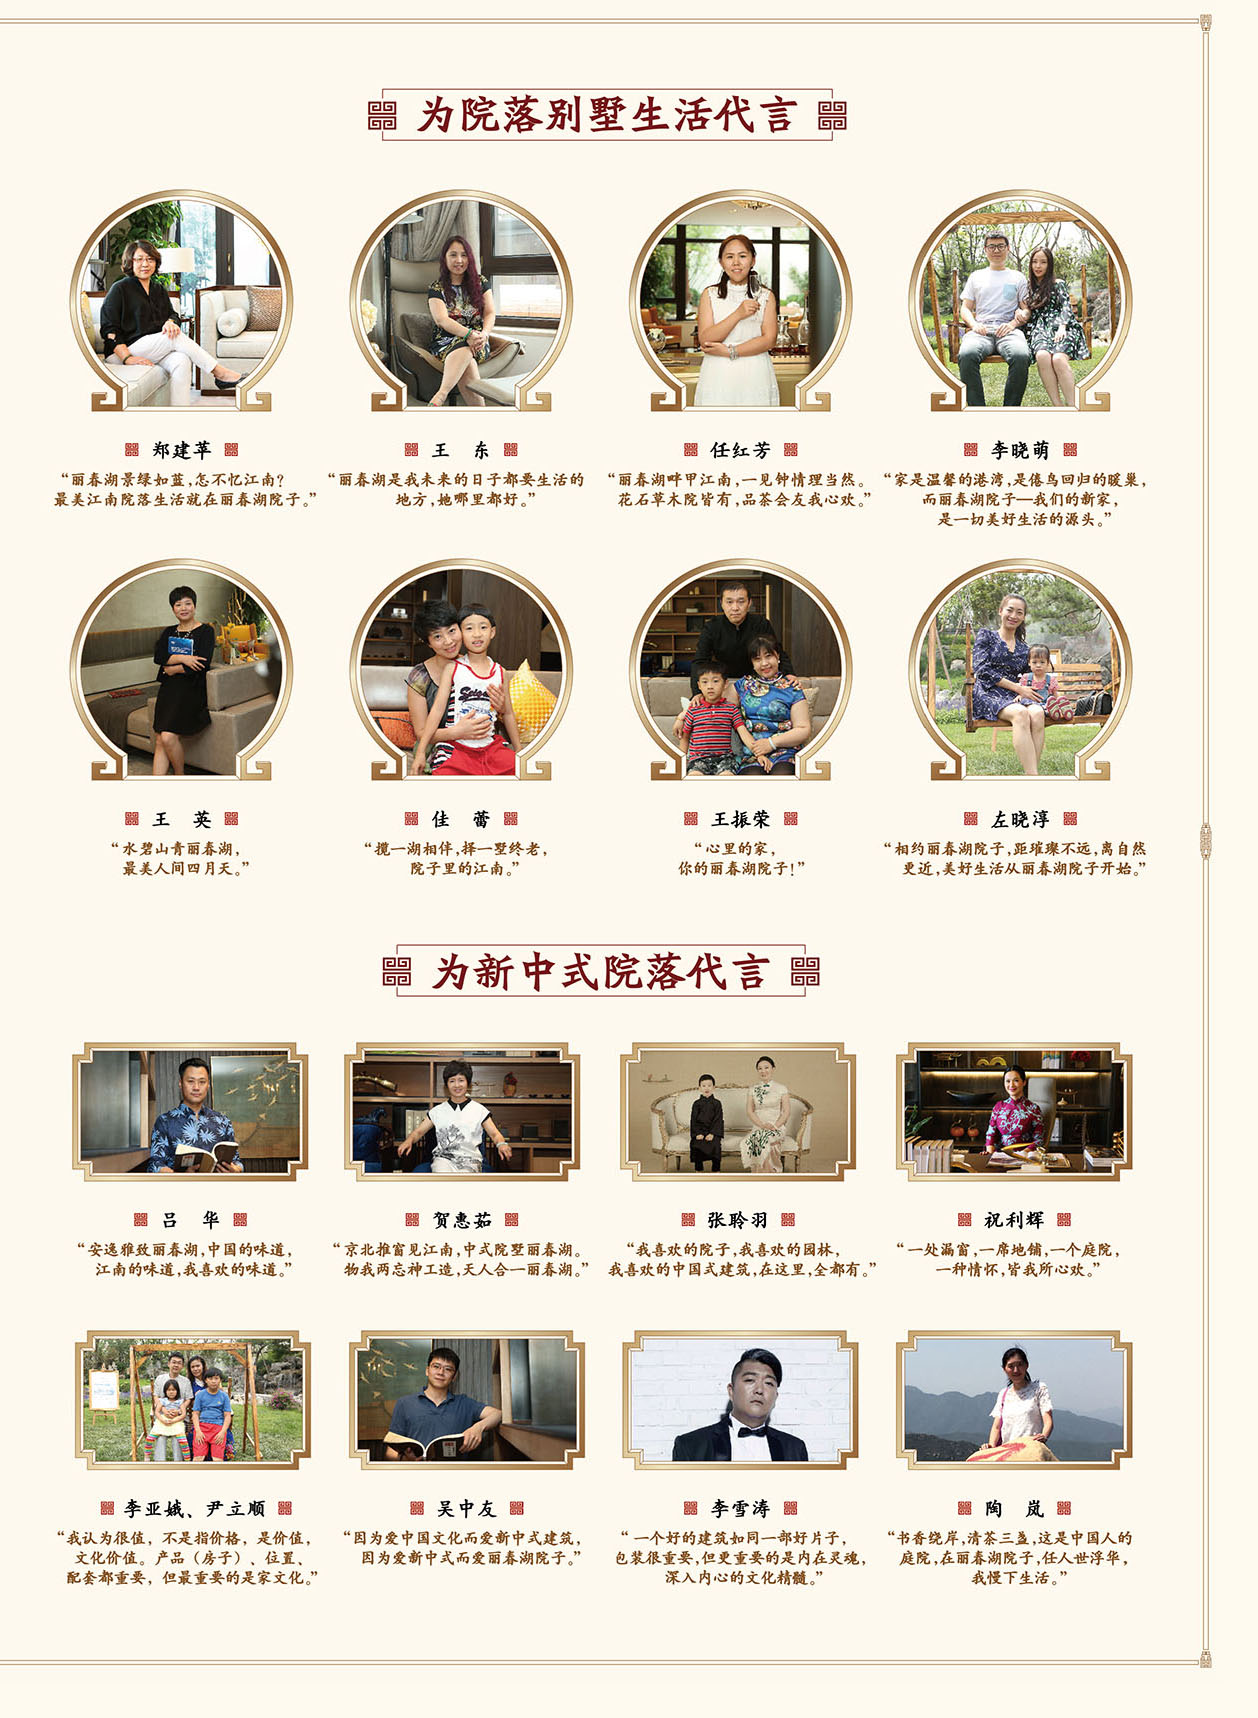 为院落别墅生活代言
郑建苹
“丽春湖景绿如蓝,怎不忆江南?
最美江南院落生活就在丽春湖院子。”
王 东
“丽春湖是我未来的日子都要生活的
地方,她哪里都好。”
任红芳
“丽春湖畔甲江南,一见钟情理当然。
花石草木院皆有,品茶会友我心欢。”
李晓萌
“家是温馨的港湾,是倦鸟回归的暖巢,
而丽春湖院子—我们的新家,
是一切美好生活的源头。”
王 英
“水碧山青丽春湖,
最美人间四月天。”
佳 蕾
“揽一湖相伴,择一墅终老,
院子里的江南。”
王振荣
“心里的家,
你的丽春湖院子!”
左晓淳
“相约丽春湖院子,距璀璨不远,离自然
更近,美好生活从丽春湖院子开始。”
为新中式院落代言
吕 华
“安逸雅致丽春湖,中国的味道,
江南的味道,我喜欢的味道。”
贺惠茹
“京北推窗见江南,中式院墅丽春湖。
物我两忘神工造,天人合一丽春湖。”
张聆羽
“我喜欢的院子,我喜欢的园林,
我喜欢的中国式建筑,在这里,全都有。”
祝利辉
“一处漏窗,一席地铺,一个庭院,
一种情怀,皆我所心欢。”
李亚娥、尹立顺
“我认为很值，不是指价格，是价值,
文化价值。产品（房子）、位置、
配套都重要，但最重要的是家文化。”
吴中友
“因为爱中国文化而爱新中式建筑,
因为爱新中式而爱丽春湖院子。”
李雪涛
“一个好的建筑如同一部好片子,
包装很重要,但更重要的是内在灵魂,
深入内心的文化精髓。”
陶 岚
“书香绕岸,清茶三盏,这是中国人的
庭院,在丽春湖院子,任人世浮华,
我慢下生活。”